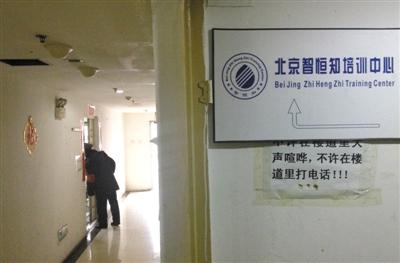 北京智恒知培训中心
Bei Jing Zhi Heng Zhi Training Center
不许在楼道里大
声喧哗，不许在楼
道里打电话！！！